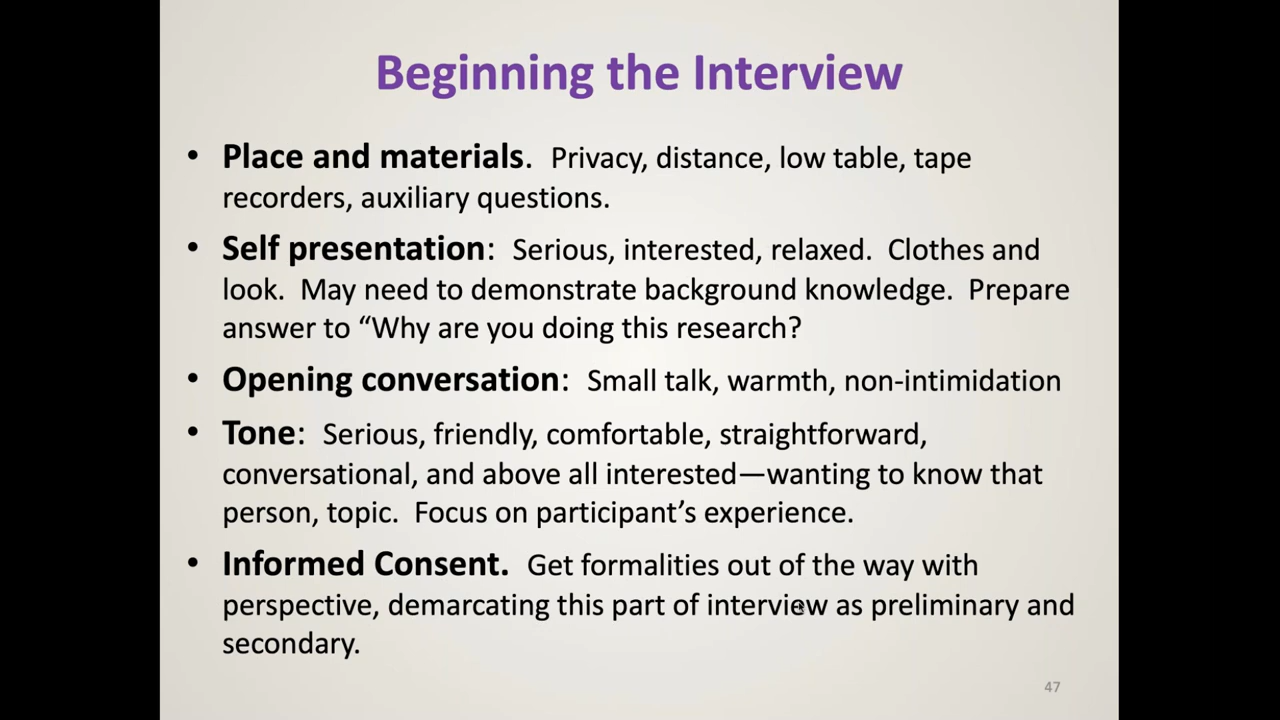 Beginning the Interview
• Place and materials.  Privacy, distance, low table, tape
recorders, auxiliary questions.
• Self presentation:  Serious, interested, relaxed.  Clothes and
look.  May need to demonstrate background knowledge.  Prepare
answer to “Why are you doing this research?
• Opening conversation:  Small talk, warmth, non-intimidation
• Tone:  Serious, friendly, comfortable, straightforward,
conversational, and above all interested—wanting to know that
person, topic.  Focus on participant’s experience.
• Informed Consent.  Get formalities out of the way with
perspective, demarcating this part of interview as preliminary and
secondary.
47